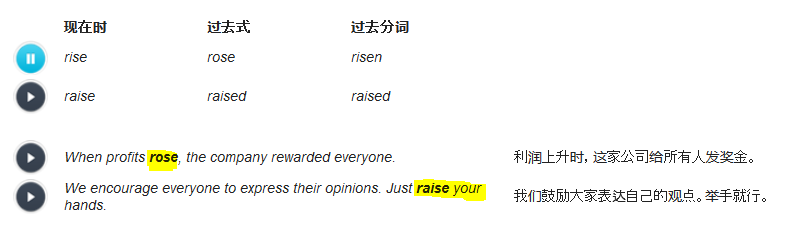 现在时 过去式 过去分词
rise rose risen
raise raised raised
When profits rose, the company rewarded everyone. 利润上升时，这家公司给所有人发奖金。
We encourage everyone to express their opinions. Just raise your
hands.
我们鼓励大家表达自己的观点。举手就行。